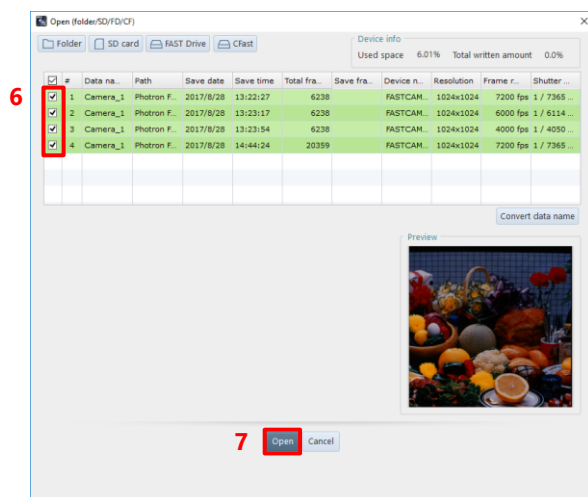 Open (folder/SD/FD/CF)
Folder SD card FAST Drive CFast
Device info
Used space 6.01% Total written amount 0.0%
# Data na... Path Save date Save time Total fra... Save fra... Device n... Resolution Frame r... Shutter ...
6
1 Camera_1 Photron F... 2017/8/28 13:22:27 6238 FASTCAM... 1024x1024 7200 fps 1 / 7365 ...
2 Camera_1 Photron F... 2017/8/28 13:23:17 6238 FASTCAM... 1024x1024 6000 fps 1 / 6114 ...
3 Camera_1 Photron F... 2017/8/28 13:23:54 6238 FASTCAM... 1024x1024 4000 fps 1 / 4050 ...
4 Camera_1 Photron F... 2017/8/28 14:44:24 20359 FASTCAM... 1024x1024 7200 fps 1 / 7365 ...
Convert data name
Preview
7 Open Cancel